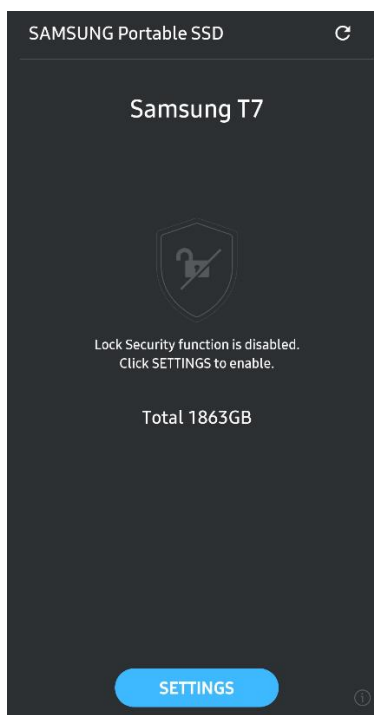 SAMSUNG Portable SSD
Samsung T7
Lock Security function is disabled.
Click SETTINGS to enable.
Total 1863GB
SETTINGS